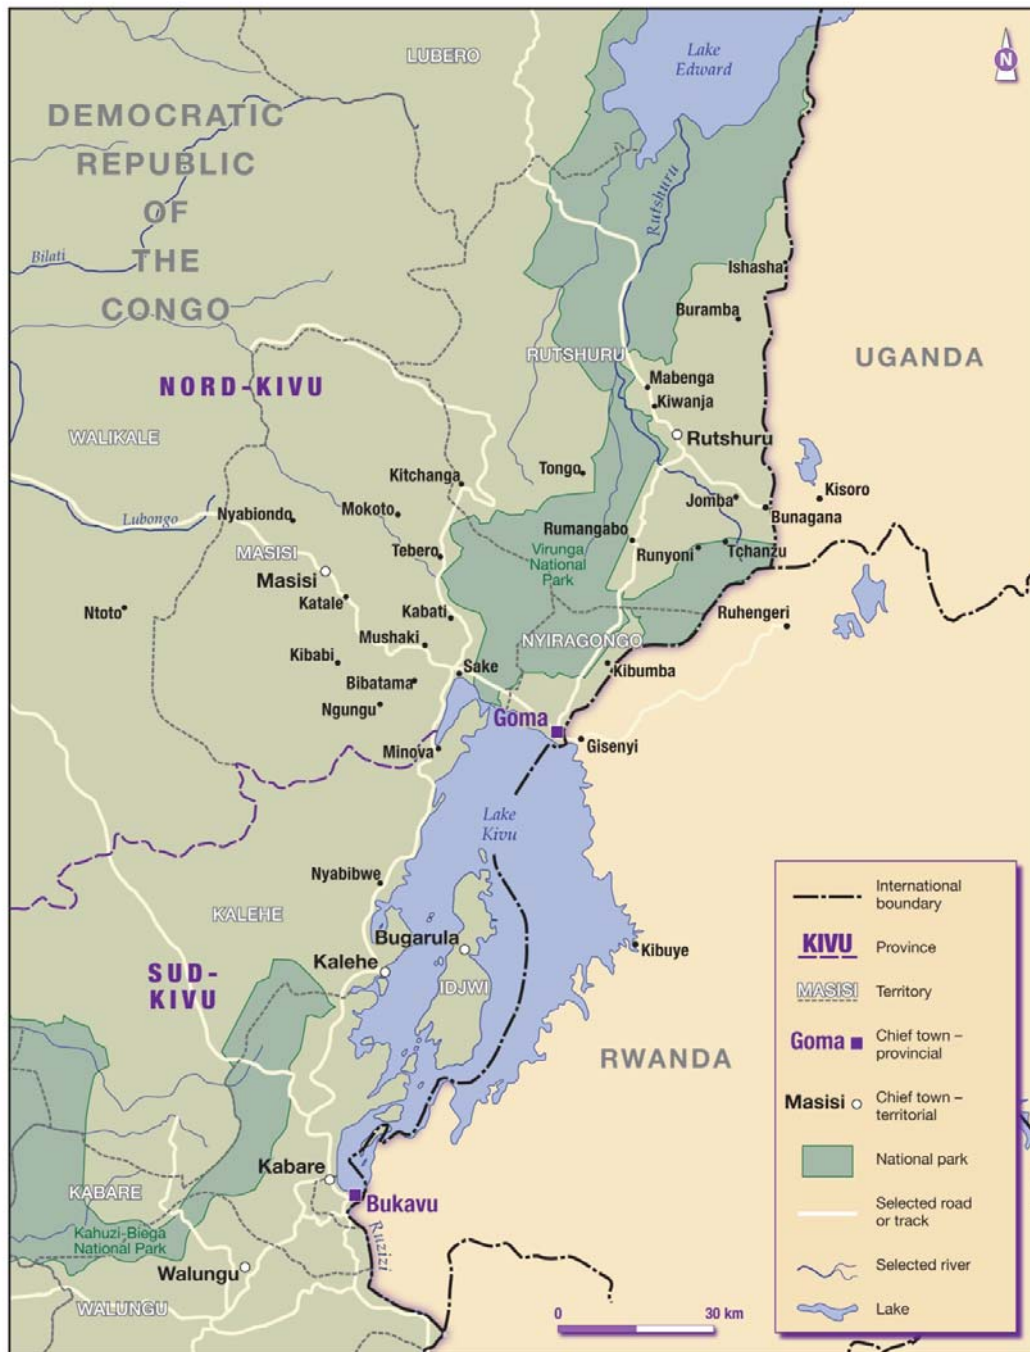 LUBERO
Lake
Edward
N
DEMOCRATIC
REPUBLIC
OF
THE
CONGO
Rutshuru
Bilati
Ishasha
Buramba
RUTSHURU
UGANDA
NORD-KIVU
Mabenga
Kiwanja
WALIKALE
Rutshuru
Kitchanga
Tongo
Kisoro
Jomba
Mokoto
Bunagana
Lubongo
Nyabiondo
Rumangabo
MASISI
Tebero
Virunga
National
Park
Runyoni
Tchanzu
Masisi
Katale
Ntoto
Kabati
Ruhengeri
Mushaki
NYIRAGONGO
Kibabi
Sake
Kibumba
Bibatama
Ngungu
Goma
Gisenyi
Minova
Lake
Kivu
Nyabibwe
KALEHE
Bugarula
Kibuye
Kalehe
SUD-
KIVU
IDJWI
RWANDA
Kabare
KABARE
Bukavu
Kahuzi-Biega
National Park
Ruzizi
Walungu
WALUNGU
International
boundary
KIVU
Province
MASISI
Territory
Goma
Chief town –
provincial
Masisi
Chief town –
territorial
National park
Selected road
or track
Selected river
Lake
0
30 km